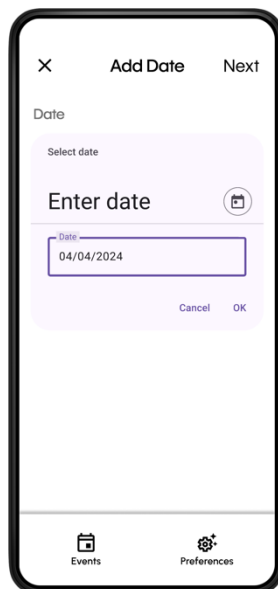 Add Date Next
Date
Select date
Enter date
Date
04/04/2024
Cancel OK
Events Preferences